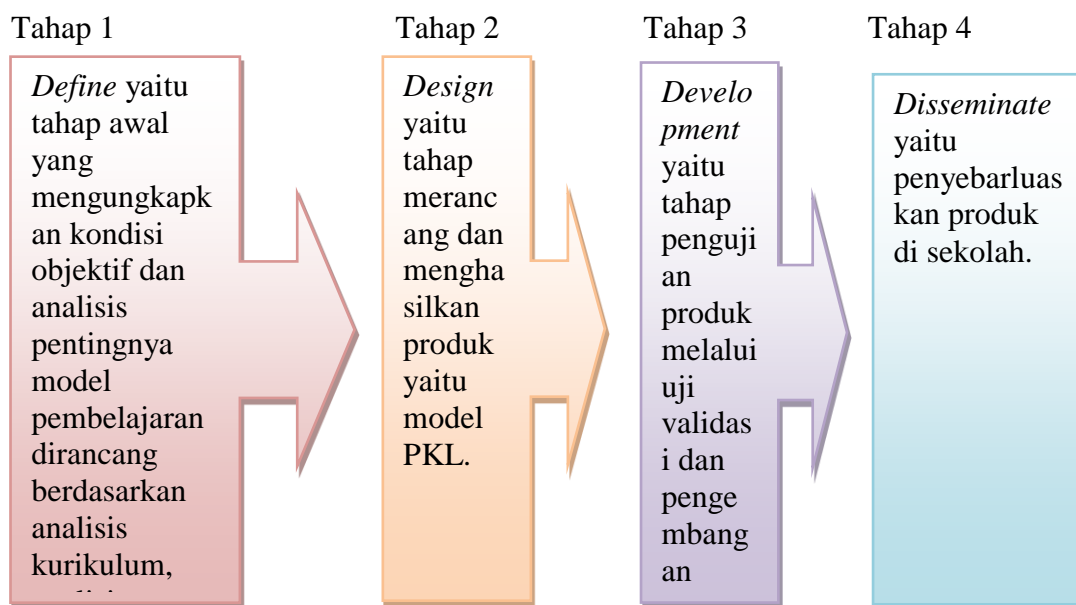 Tahap 1
Define yaitu
tahap awal
yang
mengungkapk
an kondisi
objektif dan
analisis
pentingnya
model
pembelajaran
dirancang
berdasarkan
analisis
kurikulum,
Tahap 2
Design
yaitu
tahap
meranc
ang dan
mengha
silkan
produk
yaitu
model
PKL.
Tahap 3
Develo
pment
yaitu
tahap
penguji
an
produk
melalui
uji
validas
i dan
penge
mbang
an
Tahap 4
Disseminate
yaitu
penyebarluas
kan produk
di sekolah.